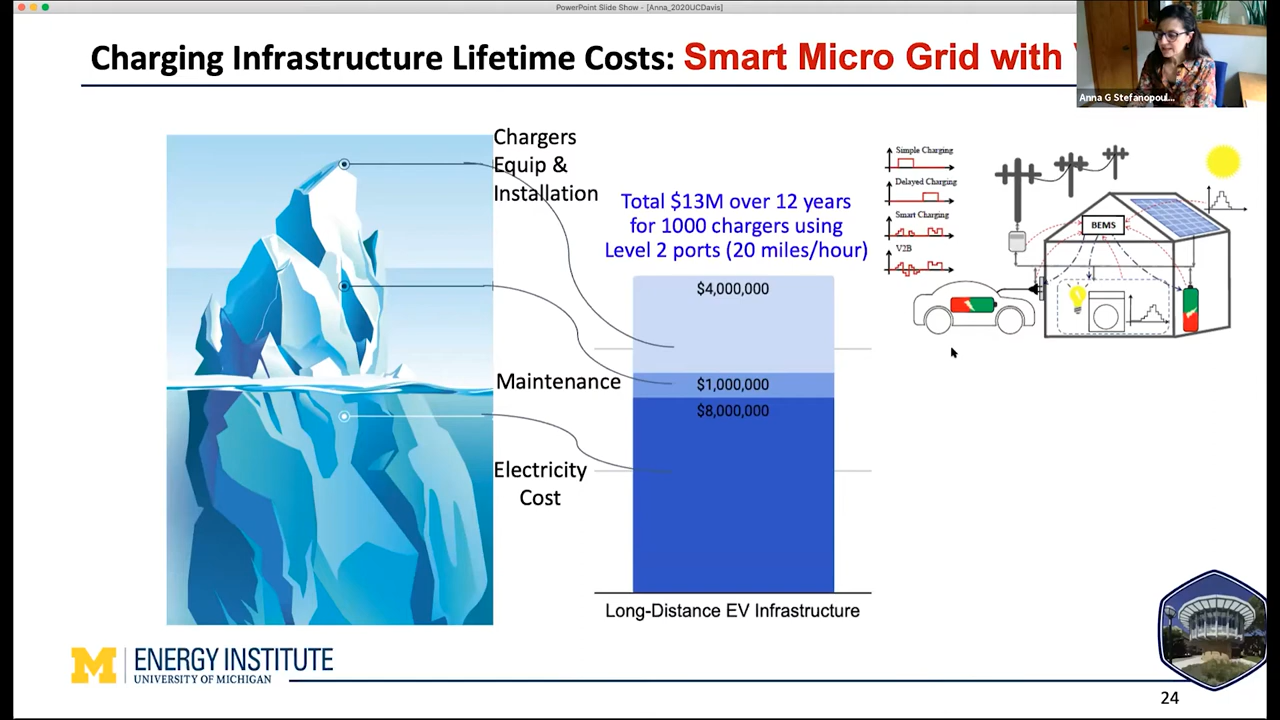 PowerPoint Slide Show - [Anna_2020UCDavis]
Charging Infrastructure Lifetime Costs: Smart Micro Grid with
Anna G Stefanopoul...
Chargers
Equip &
Installation
Maintenance
Electricity
Cost
Total $13M over 12 years
for 1000 chargers using
Level 2 ports (20 miles/hour)
$4,000,000
$1,000,000
$8,000,000
Long-Distance EV Infrastructure
Simple Charging
Delayed Charging
Smart Charging
V2B
BEMS
M ENERGY INSTITUTE
UNIVERSITY OF MICHIGAN
24